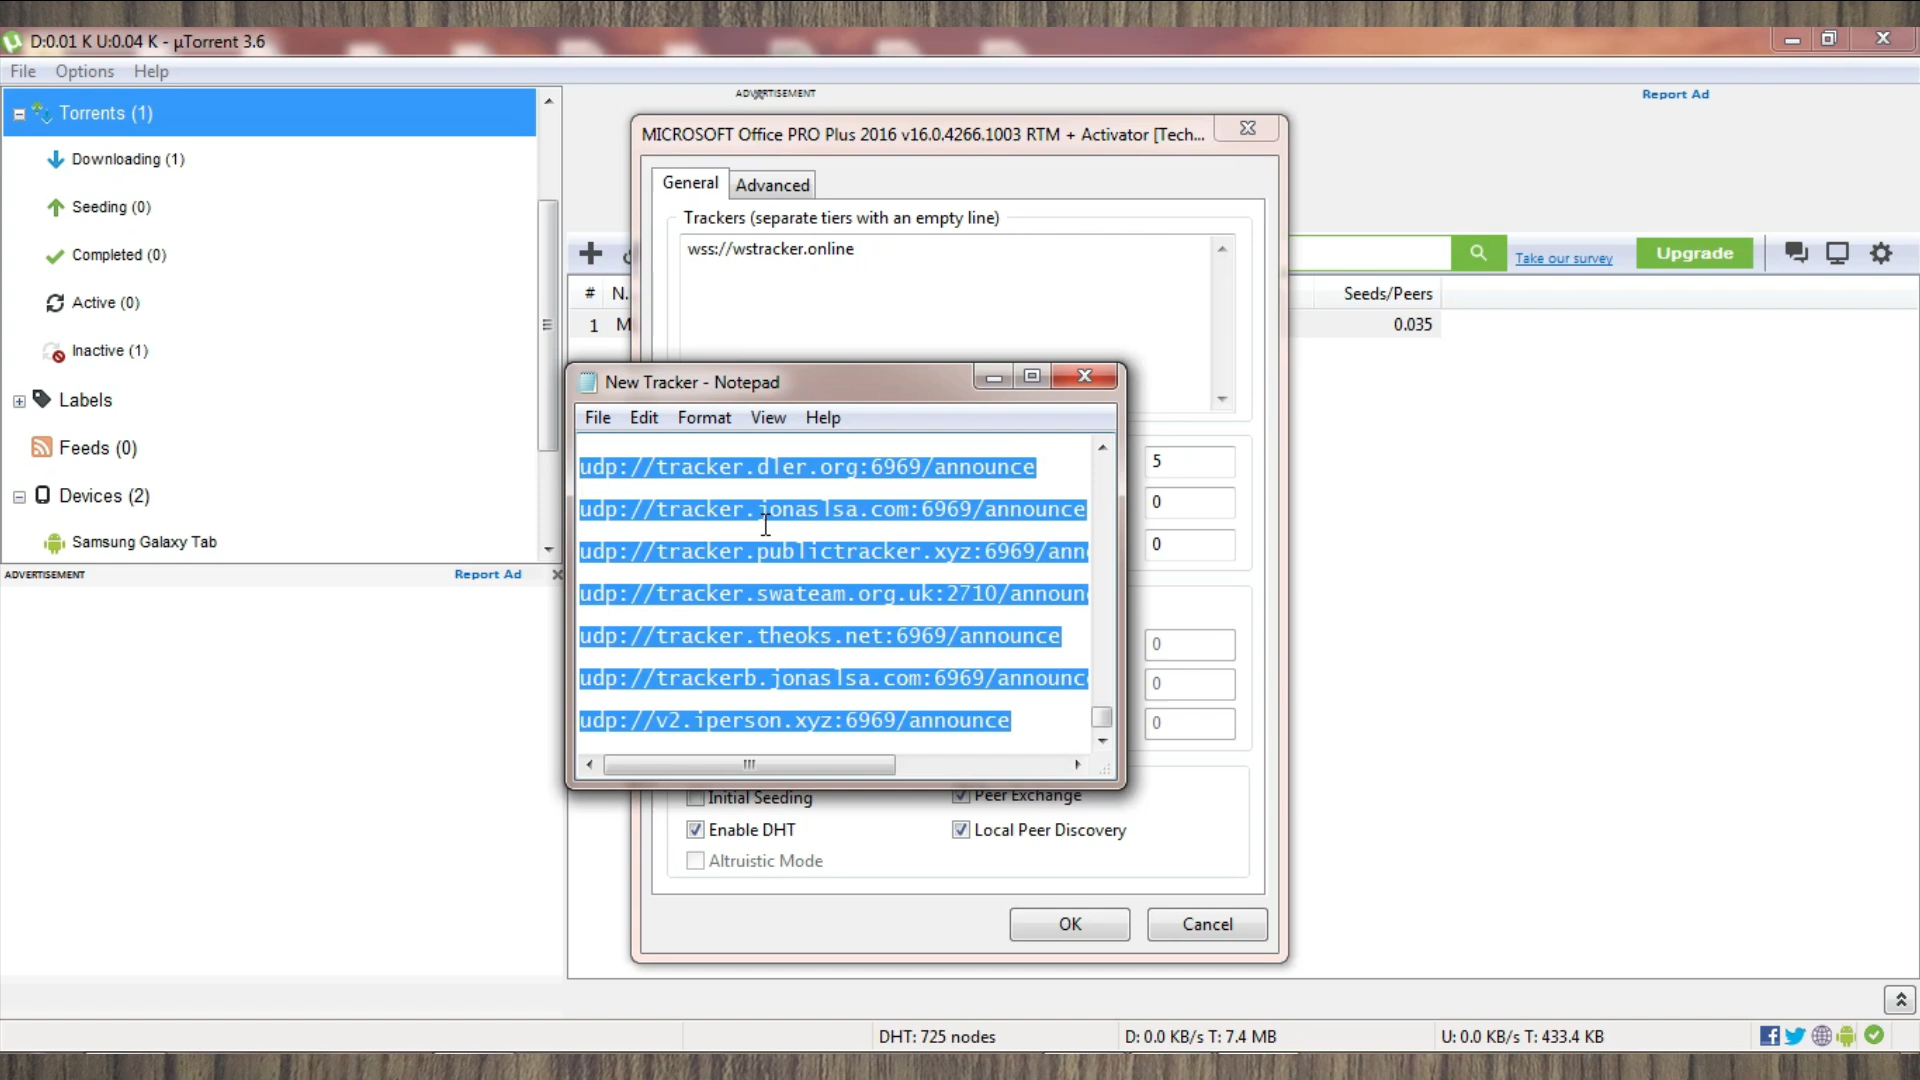 D:0.01 K U:0.04 K - µTorrent 3.6
File Options Help
Torrents (1)
Downloading (1)
Seeding (0)
Completed (0)
Active (0)
Inactive (1)
Labels
Feeds (0)
Devices (2)
Samsung Galaxy Tab
ADVERTISEMENT Report Ad
ADVERTISEMENT Report Ad
MICROSOFT Office PRO Plus 2016 v16.0.4266.1003 RTM + Activator [Tech...
General Advanced
Trackers (separate tiers with an empty line)
wss://wstracker.online
Take our survey Upgrade
# N. Seeds/Peers
1 M 0.035
New Tracker - Notepad
File Edit Format View Help
udp://tracker.dler.org:6969/announce
udp://tracker.jonaslsa.com:6969/announce
udp://tracker.publictracker.xyz:6969/ann
udp://tracker.swateam.org.uk:2710/announ
udp://tracker.theoks.net:6969/announce
udp://trackerb.jonaslsa.com:6969/announc
udp://v2.iperson.xyz:6969/announce
5
0
0
0
0
0
Initial Seeding Peer Exchange
Enable DHT Local Peer Discovery
Altruistic Mode
OK Cancel
DHT: 725 nodes D: 0.0 KB/s T: 7.4 MB U: 0.0 KB/s T: 433.4 KB